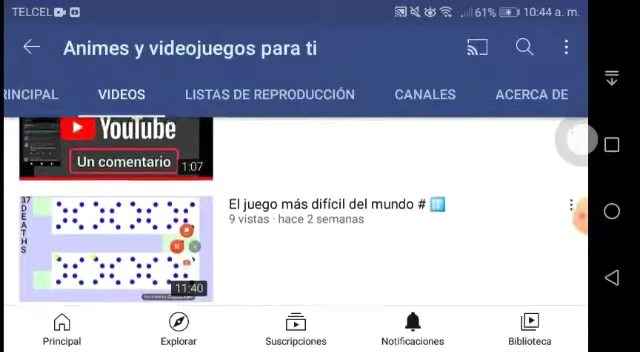 TELCEL 61% 10:44 a. m.
Animes y videojuegos para ti
RINCIPAL VIDEOS LISTAS DE REPRODUCCIÓN CANALES ACERCA DE
YouTube
Un comentario
1:07
37
DEATHS
11:40
El juego más difícil del mundo # 1
9 vistas · hace 2 semanas
Principal Explorar Suscripciones Notificaciones Biblioteca